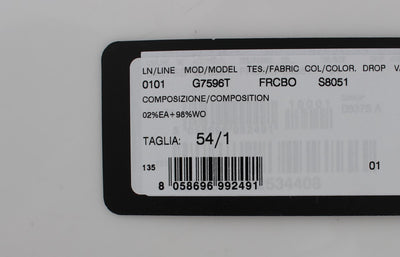 LN/LINE MOD/MODEL TES./FABRIC COL/COLOR. DROP
0101 G7596T FRCBO S8051
COMPOSIZIONE/COMPOSITION
02%EA+98%WO
TAGLIA: 54/1
135 01
8 058696 992491
534408